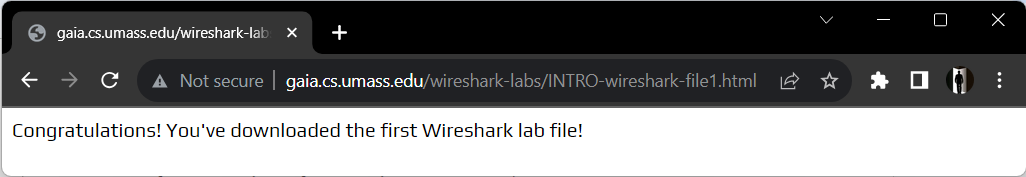 gaia.cs.umass.edu/wireshark-lab
Not secure | gaia.cs.umass.edu/wireshark-labs/INTRO-wireshark-file1.html
Congratulations! You've downloaded the first Wireshark lab file!